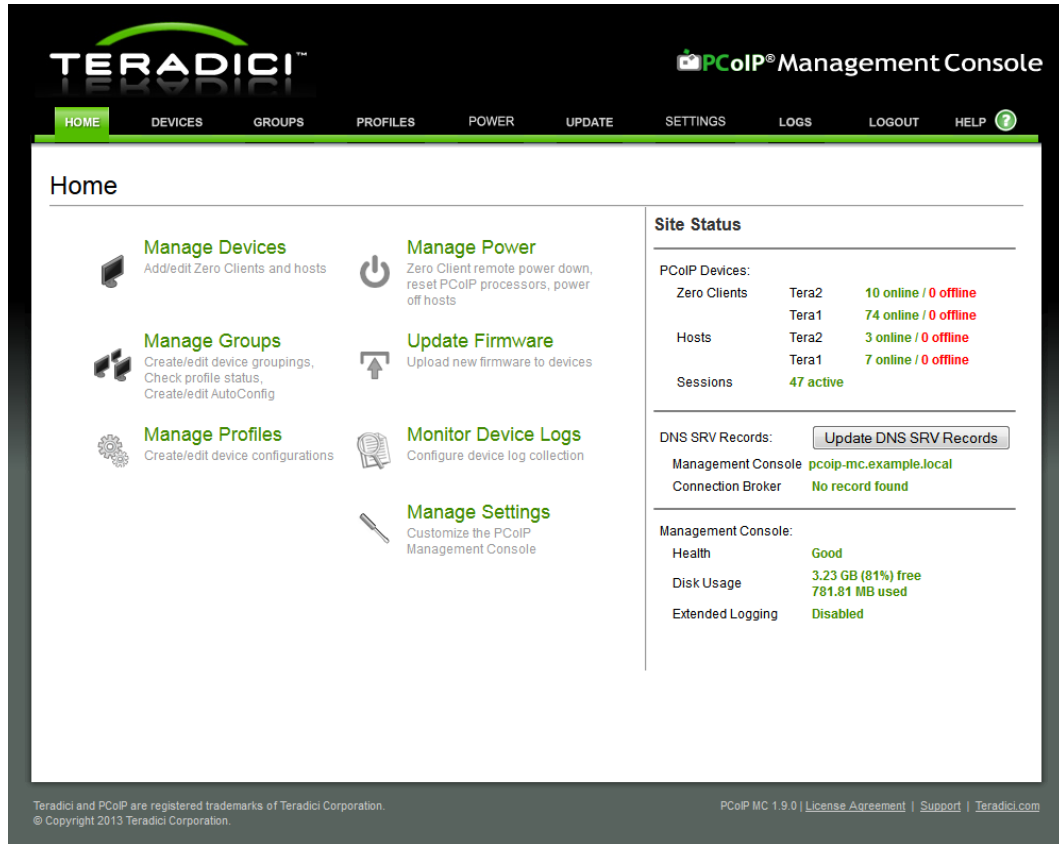 TERADICI™
PCoIP® Management Console
HOME DEVICES GROUPS PROFILES POWER UPDATE SETTINGS LOGS LOGOUT HELP ?
Home
Manage Devices
Add/edit Zero Clients and hosts
Manage Power
Zero Client remote power down,
reset PCoIP processors, power
off hosts
Manage Groups
Create/edit device groupings,
Check profile status,
Create/edit AutoConfig
Update Firmware
Upload new firmware to devices
Manage Profiles
Create/edit device configurations
Monitor Device Logs
Configure device log collection
Manage Settings
Customize the PCoIP
Management Console
Site Status
PCoIP Devices:
Zero Clients Tera2 10 online / 0 offline
Tera1 74 online / 0 offline
Hosts Tera2 3 online / 0 offline
Tera1 7 online / 0 offline
Sessions 47 active
DNS SRV Records: Update DNS SRV Records
Management Console pcoip-mc.example.local
Connection Broker No record found
Management Console:
Health Good
Disk Usage 3.23 GB (81%) free
781.81 MB used
Extended Logging Disabled
Teradici and PCoIP are registered trademarks of Teradici Corporation.
© Copyright 2013 Teradici Corporation.
PCoIP MC 1.9.0 | License Agreement | Support | Teradici.com